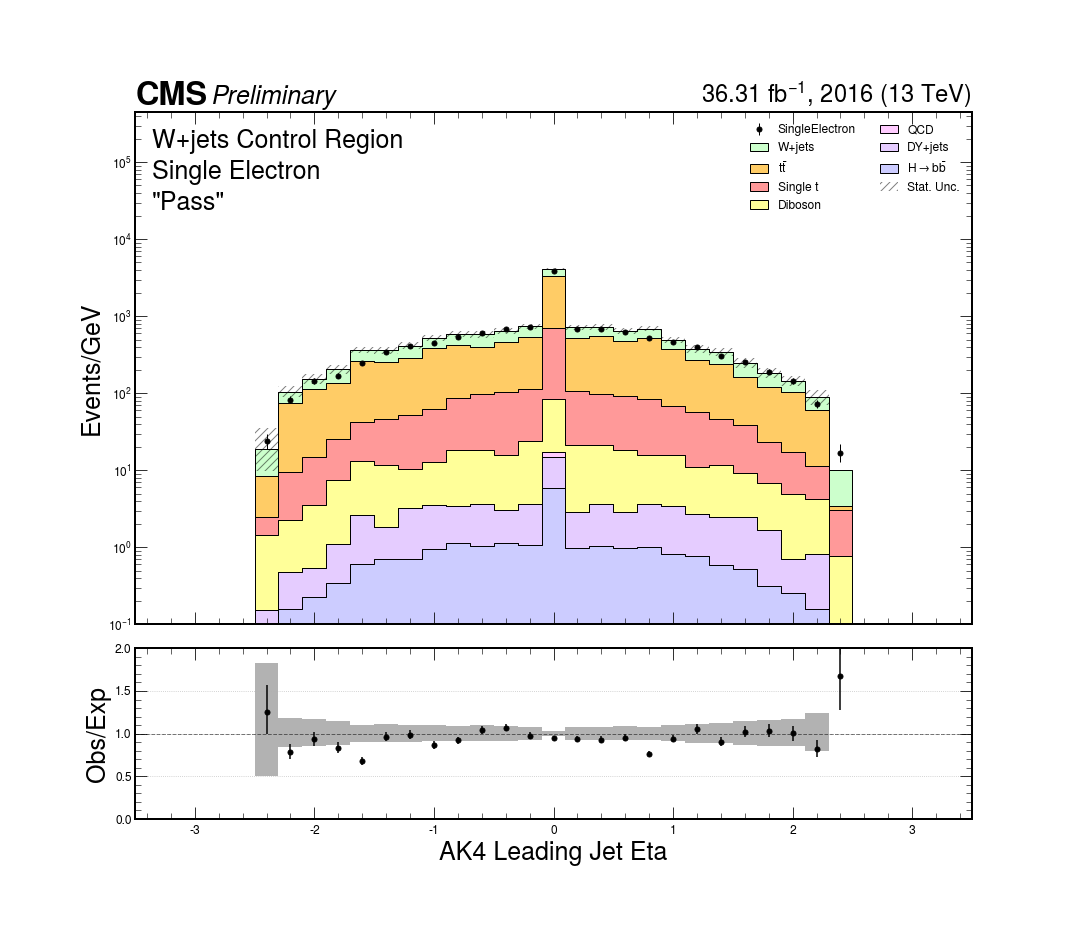 CMS Preliminary 36.31 fb⁻¹, 2016 (13 TeV)
W+jets Control Region
Single Electron
"Pass"
SingleElectron
W+jets
tt̄
Single t
Diboson
QCD
DY+jets
H→bb̄
Stat. Unc.
Events/GeV
10⁵
10⁴
10³
10²
10¹
10⁰
10⁻¹
Obs/Exp
2.0
1.5
1.0
0.5
0.0
-3 -2 -1 0 1 2 3
AK4 Leading Jet Eta